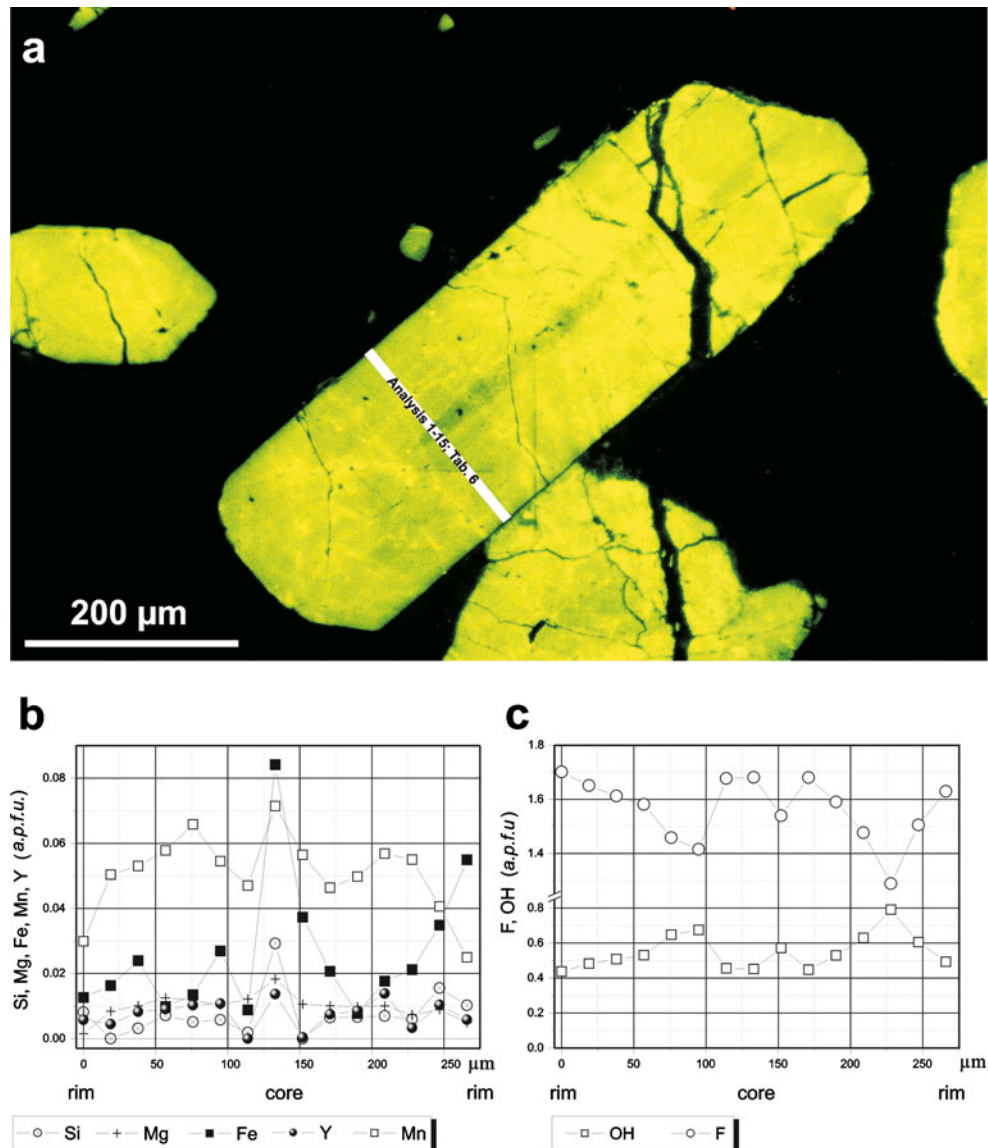 a
Analysis 1-15; Tab. 6
200 µm
b
Si, Mg, Fe, Mn, Y (a.p.f.u.)
0.08
0.06
0.04
0.02
0.00
0 50 100 150 200 250 µm
rim core rim
Si Mg Fe Y Mn
c
F, OH (a.p.f.u)
1.8
1.6
1.4
0.8
0.6
0.4
0.2
0.0
0 50 100 150 200 250 µm
rim core rim
OH F